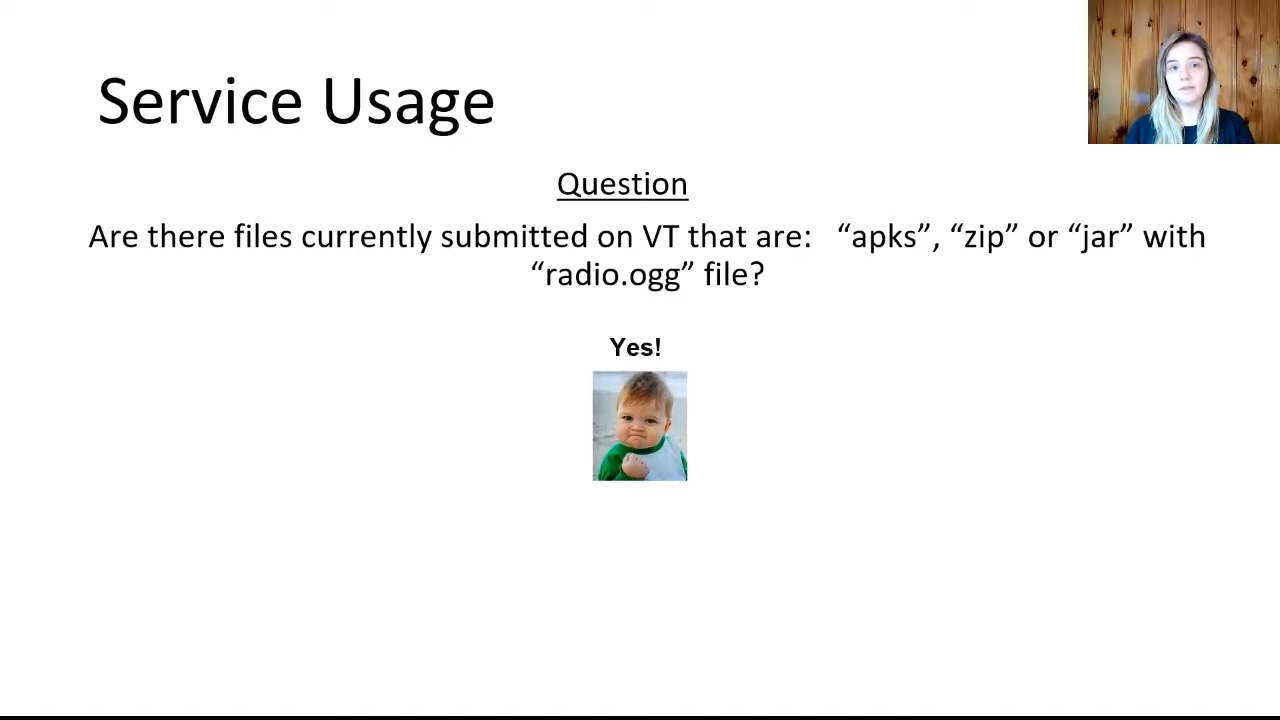 Service Usage
Question
Are there files currently submitted on VT that are: “apks”, “zip” or “jar” with
“radio.ogg” file?
Yes!